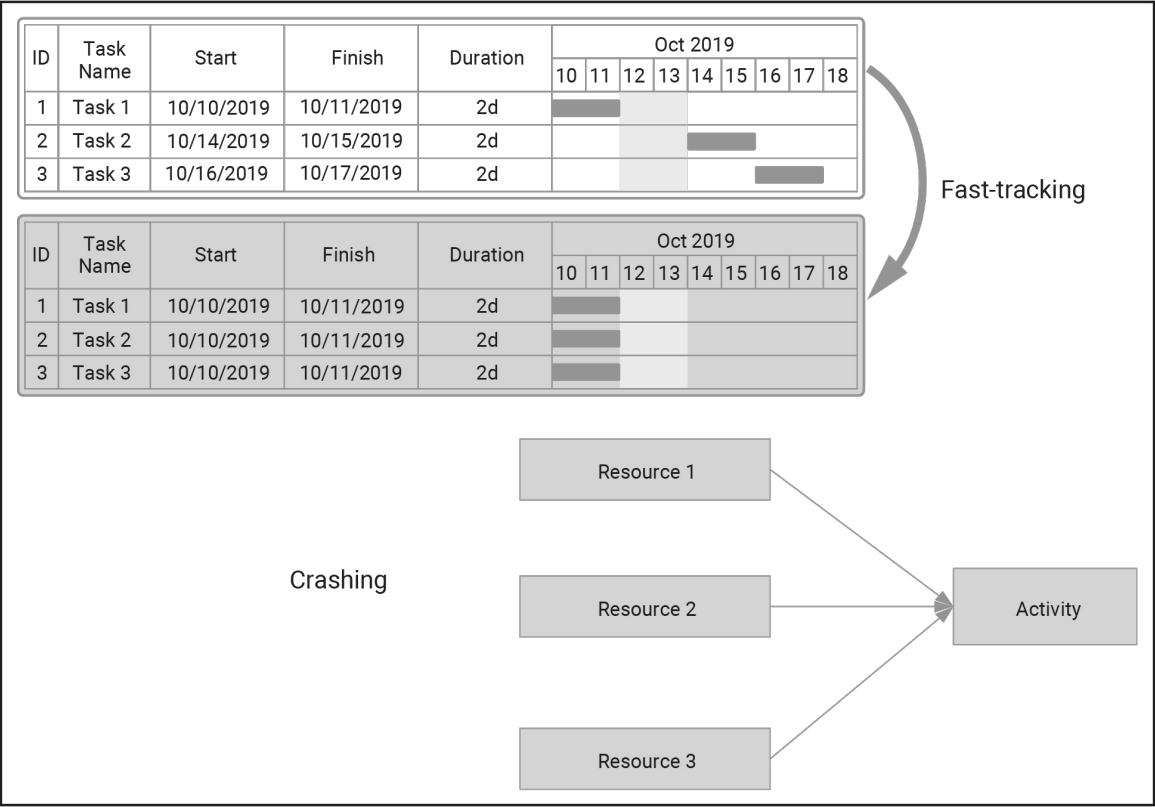 ID Task Name Start Finish Duration Oct 2019
10 11 12 13 14 15 16 17 18
1 Task 1 10/10/2019 10/11/2019 2d
2 Task 2 10/14/2019 10/15/2019 2d
3 Task 3 10/16/2019 10/17/2019 2d
Fast-tracking
ID Task Name Start Finish Duration Oct 2019
10 11 12 13 14 15 16 17 18
1 Task 1 10/10/2019 10/11/2019 2d
2 Task 2 10/10/2019 10/11/2019 2d
3 Task 3 10/10/2019 10/11/2019 2d
Resource 1
Crashing
Resource 2
Activity
Resource 3